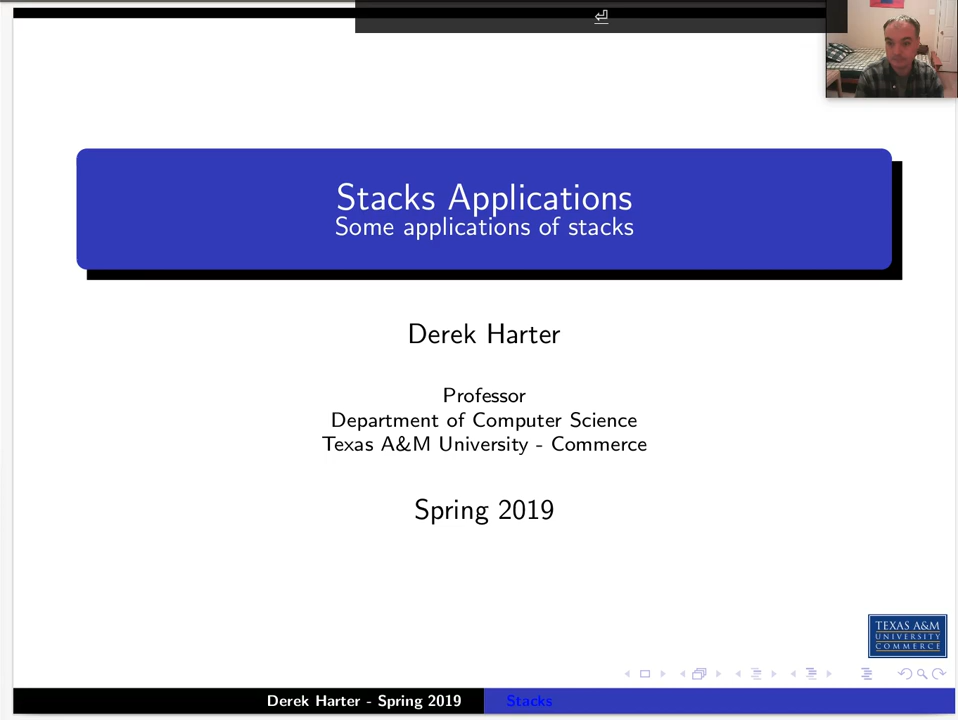 Stacks Applications
Some applications of stacks
Derek Harter
Professor
Department of Computer Science
Texas A&M University - Commerce
Spring 2019
TEXAS A&M
UNIVERSITY
COMMERCE
Derek Harter - Spring 2019 Stacks